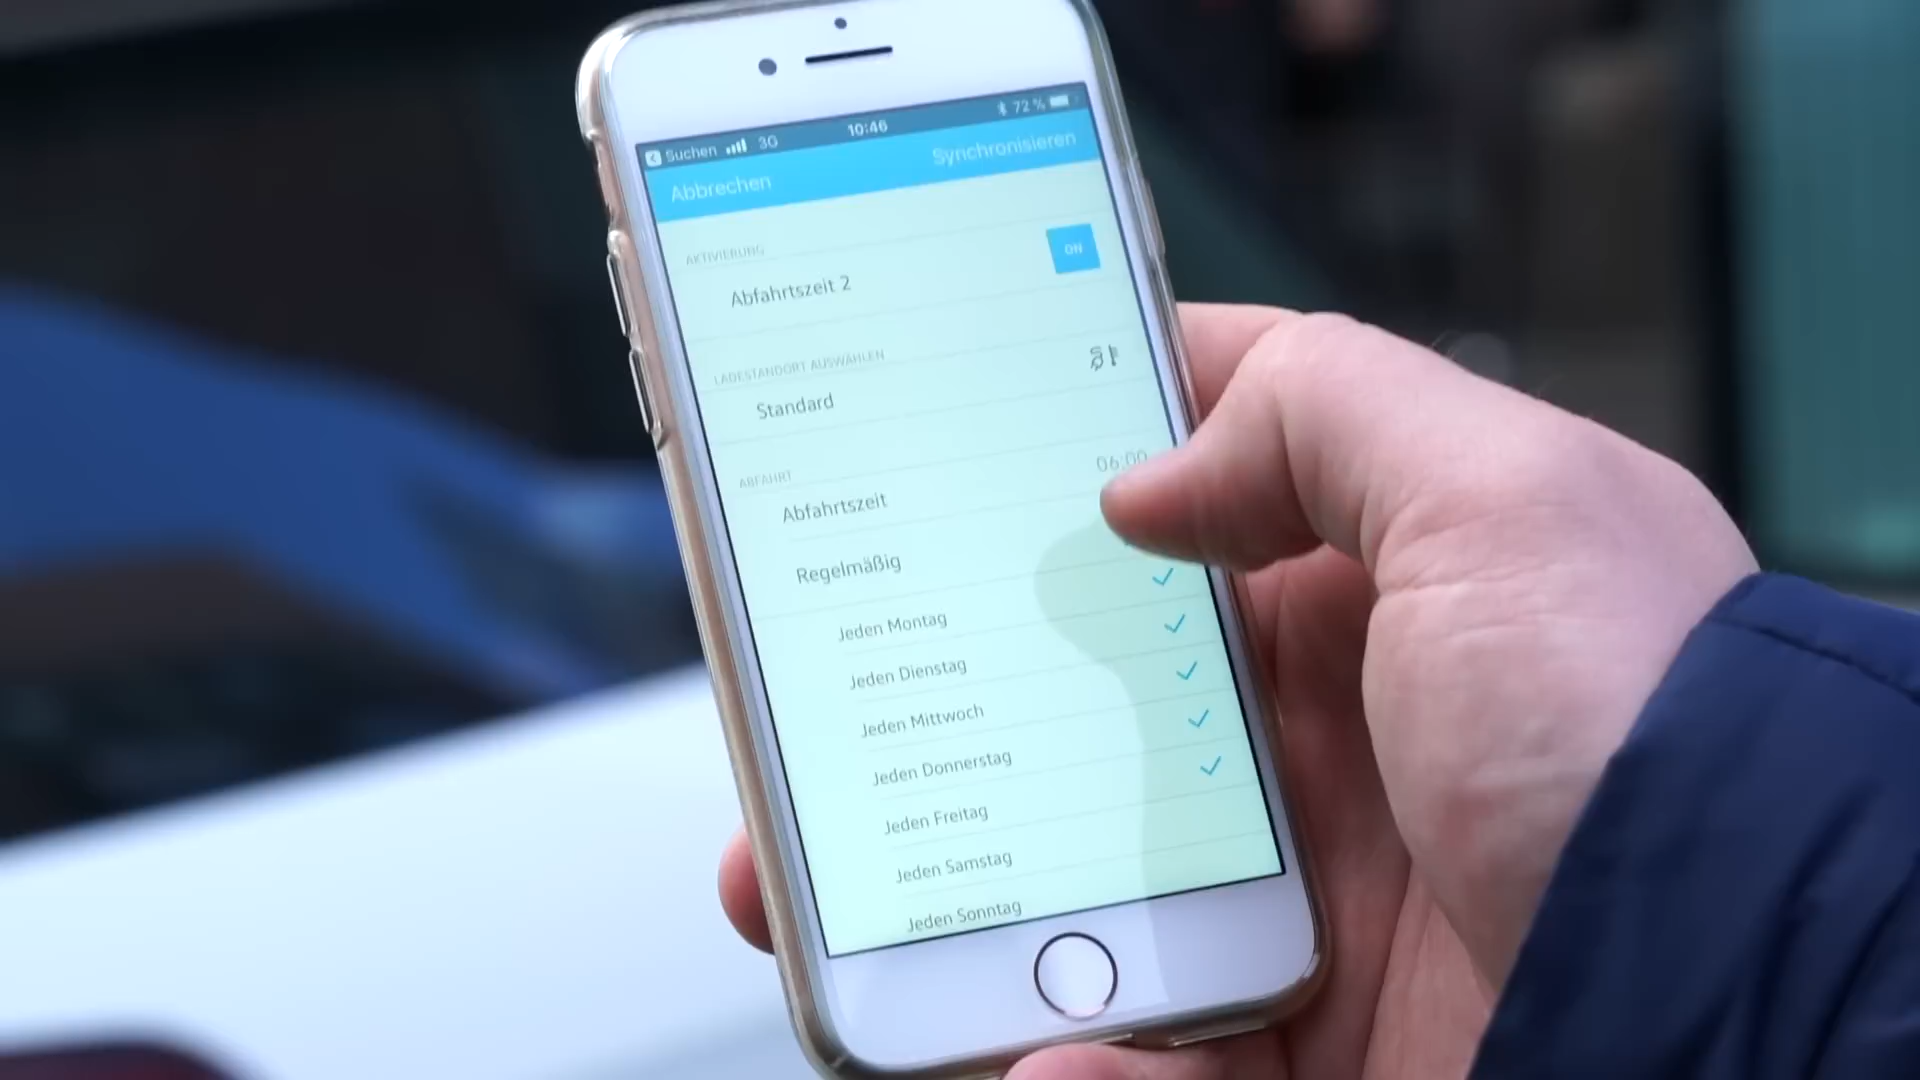 Suchen 3G 10:46 72 %
Abbrechen Synchronisieren
AKTIVIERUNG
Abfahrtszeit 2 ON
LADESTANDORT AUSWÄHLEN
Standard
ABFAHRT
Abfahrtszeit 06:00
Regelmäßig
Jeden Montag
Jeden Dienstag
Jeden Mittwoch
Jeden Donnerstag
Jeden Freitag
Jeden Samstag
Jeden Sonntag